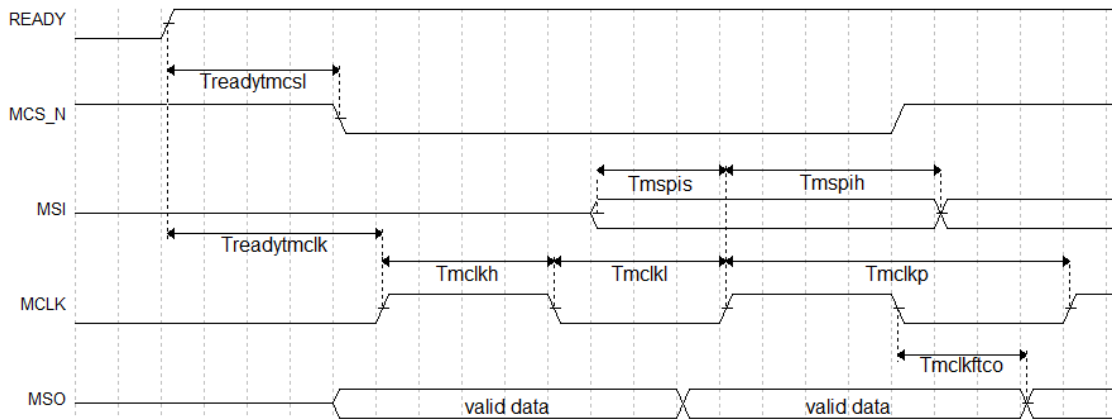 READY
Treadytmcsl
MCS_N
Tmspis
Tmspih
MSI
Treadytmclk
Tmclkh
Tmclkl
Tmclkp
MCLK
Tmclkftco
MSO
valid data
valid data